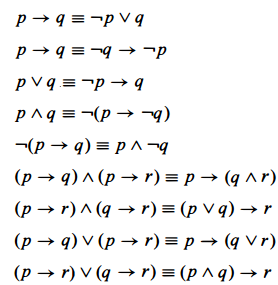 p → q ≡ ¬p ∨ q
p → q ≡ ¬q → ¬p
p ∨ q ≡ ¬p → q
p ∧ q ≡ ¬(p → ¬q)
¬(p → q) ≡ p ∧ ¬q
(p → q) ∧ (p → r) ≡ p → (q ∧ r)
(p → r) ∧ (q → r) ≡ (p ∨ q) → r
(p → q) ∨ (p → r) ≡ p → (q ∨ r)
(p → r) ∨ (q → r) ≡ (p ∧ q) → r